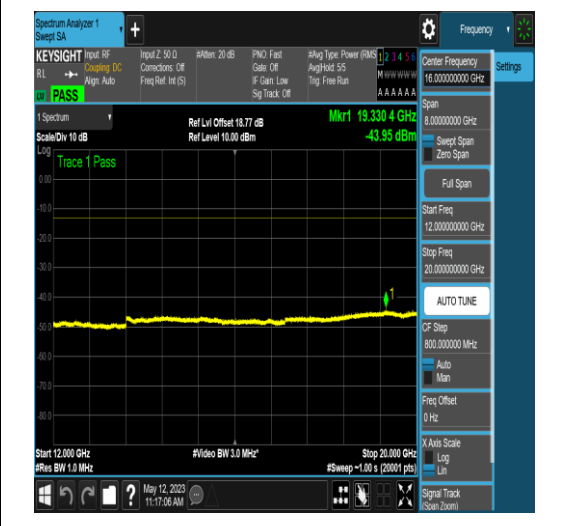 Spectrum Analyzer 1
Swept SA
+
Frequency
KEYSIGHT
RL
PASS
Input: RF
Coupling: DC
Align: Auto
Input Z: 50 Ω
Corrections: Off
Freq Ref: Int (S)
#Atten: 20 dB
PNO: Fast
Gate: Off
IF Gain: Low
Sig Track: Off
#Avg Type: Power (RMS
Avg|Hold: 5/5
Trig: Free Run
1 2 3 4 5 6
M W W W W W
A A A A A A
1 Spectrum
Scale/Div 10 dB
Ref Lvl Offset 18.77 dB
Ref Level 10.00 dBm
Mkr1 19.330 4 GHz
-43.95 dBm
Log
Trace 1 Pass
0.00
-10.0
-20.0
-30.0
-40.0
-50.0
-60.0
-70.0
-80.0
1
Start 12.000 GHz
#Res BW 1.0 MHz
#Video BW 3.0 MHz*
Stop 20.000 GHz
#Sweep ~1.00 s (20001 pts)
?
May 12, 2023
11:17:06 AM
Center Frequency
16.000000000 GHz
Span
8.00000000 GHz
Swept Span
Zero Span
Full Span
Start Freq
12.000000000 GHz
Stop Freq
20.000000000 GHz
AUTO TUNE
CF Step
800.000000 MHz
Auto
Man
Freq Offset
0 Hz
X Axis Scale
Log
Lin
Signal Track
(Span Zoom)
Settings